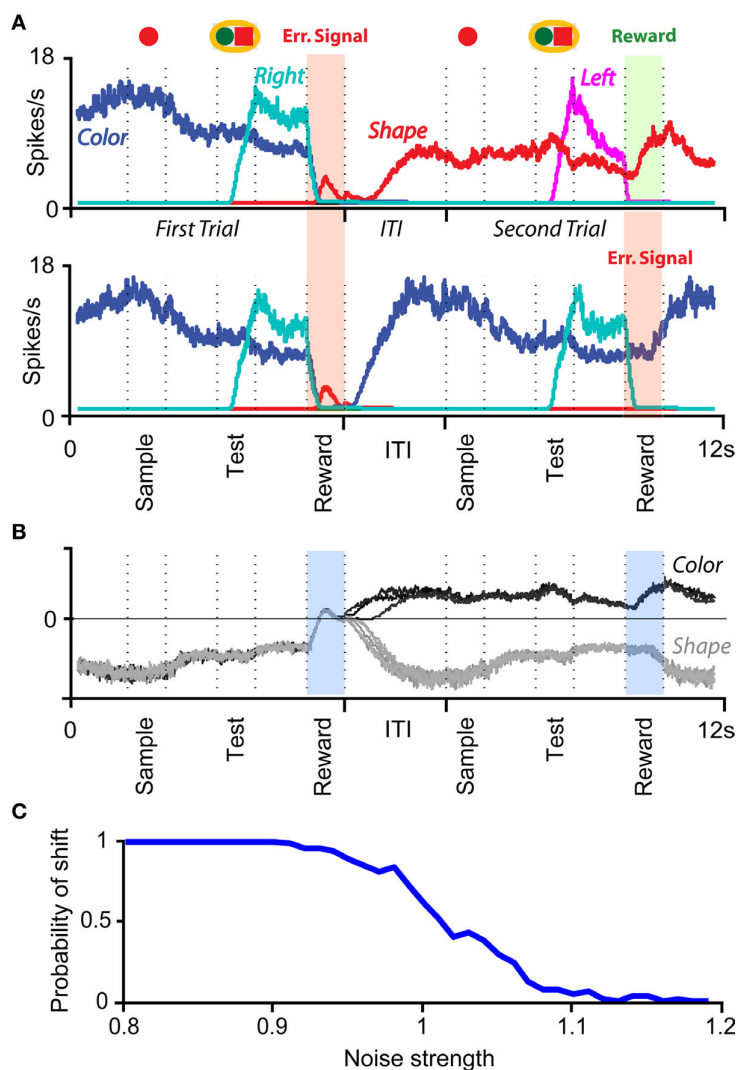 A
Err. Signal
Reward
18
Right
Left
Color
Shape
Spikes/s
0
First Trial
ITI
Second Trial
18
Err. Signal
Spikes/s
0
0
Sample
Test
Reward
ITI
Sample
Test
Reward
12s
B
Color
0
Shape
0
Sample
Test
Reward
ITI
Sample
Test
Reward
12s
C
1
Probability of shift
0.5
0
0.8
0.9
1
1.1
1.2
Noise strength